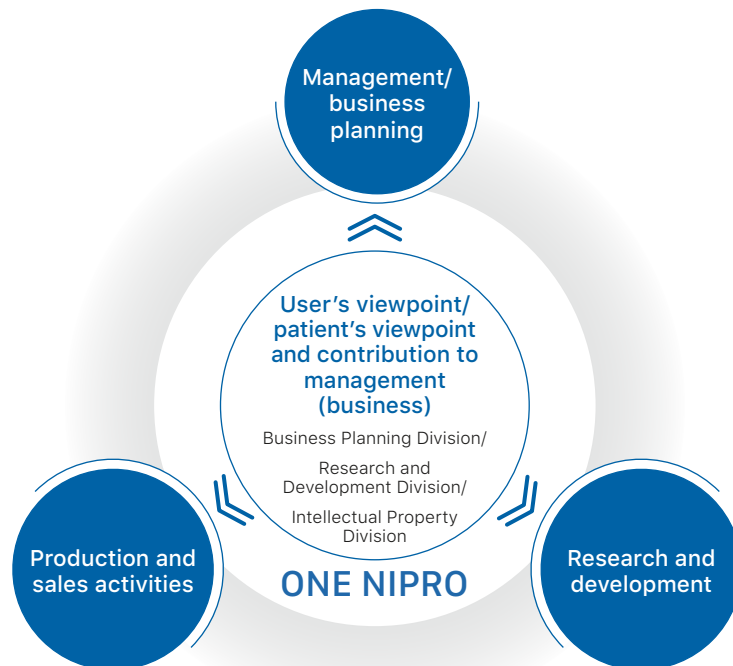 Management/
business
planning
User’s viewpoint/
patient’s viewpoint
and contribution to
management
(business)
Business Planning Division/
Research and
Development Division/
Intellectual Property
Division
Production and
sales activities
ONE NIPRO
Research and
development